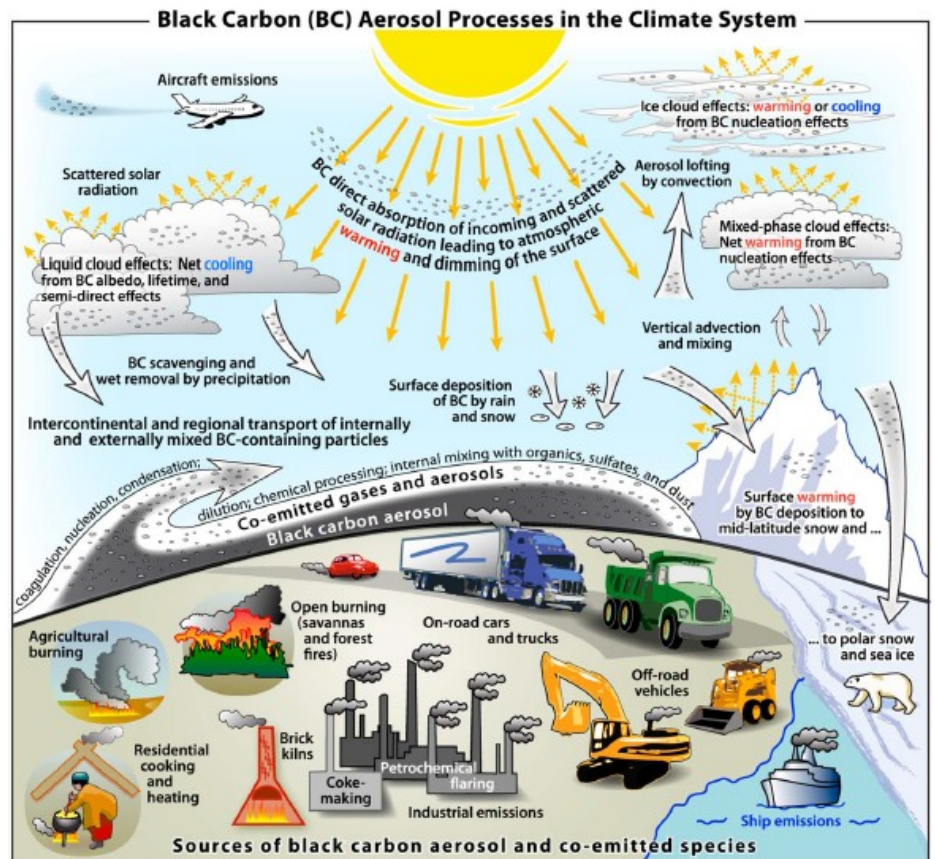 Black Carbon (BC) Aerosol Processes in the Climate System
Aircraft emissions
Ice cloud effects: warming or cooling
from BC nucleation effects
Scattered solar
radiation
BC direct absorption of incoming and scattered
solar radiation leading to atmospheric
warming and dimming of the surface
Aerosol lofting
by convection
Mixed-phase cloud effects:
Net warming from BC
nucleation effects
Liquid cloud effects: Net cooling
from BC albedo, lifetime, and
semi-direct effects
Vertical advection
and mixing
BC scavenging and
wet removal by precipitation
Surface deposition
of BC by rain
and snow
Intercontinental and regional transport of internally
and externally mixed BC-containing particles
coagulation, nucleation, condensation;
dilution; chemical processing; internal mixing with organics, sulfates, and dust
Co-emitted gases and aerosols
Black carbon aerosol
Surface warming
by BC deposition to
mid-latitude snow and ...
... to polar snow
and sea ice
Agricultural
burning
Open burning
(savannas
and forest
fires)
On-road cars
and trucks
Off-road
vehicles
Residential
cooking
and
heating
Brick
kilns
Coke-
making
Petrochemical
flaring
Industrial emissions
Ship emissions
Sources of black carbon aerosol and co-emitted species